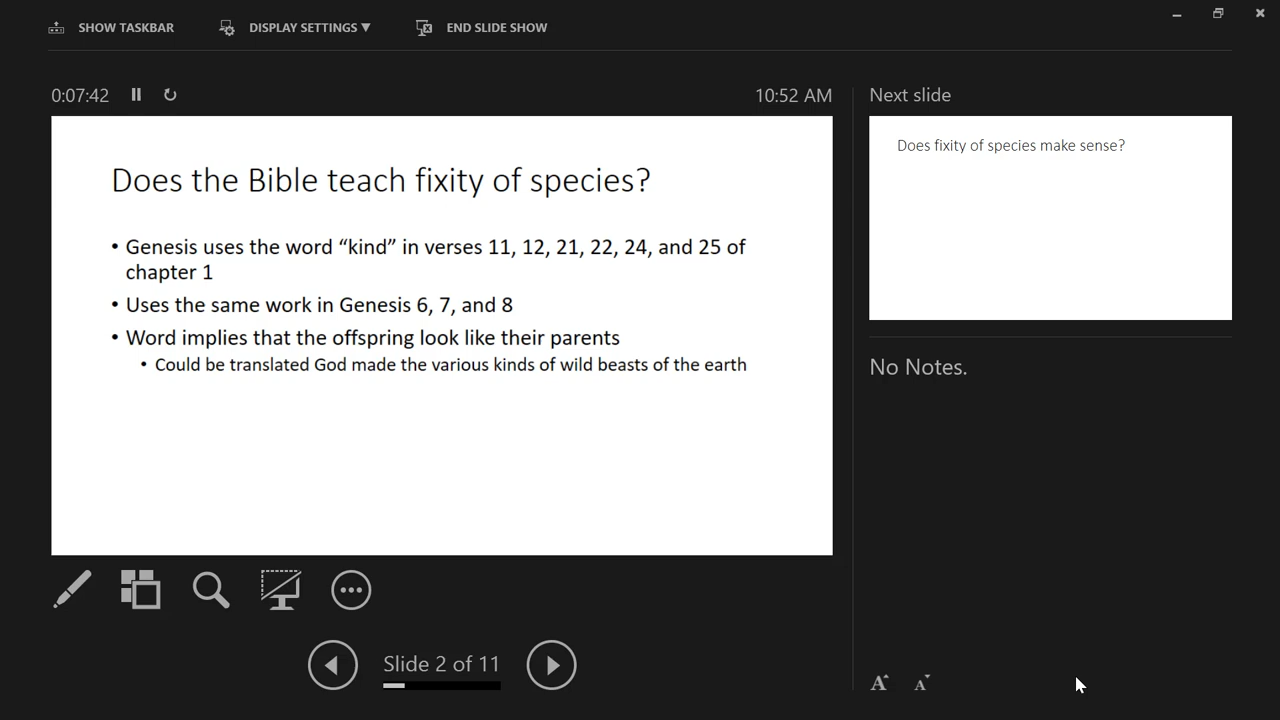 SHOW TASKBAR
DISPLAY SETTINGS ▼
END SLIDE SHOW
0:07:42
10:52 AM
Next slide
Does the Bible teach fixity of species?
• Genesis uses the word “kind” in verses 11, 12, 21, 22, 24, and 25 of
chapter 1
• Uses the same work in Genesis 6, 7, and 8
• Word implies that the offspring look like their parents
• Could be translated God made the various kinds of wild beasts of the earth
Does fixity of species make sense?
No Notes.
Slide 2 of 11
A A